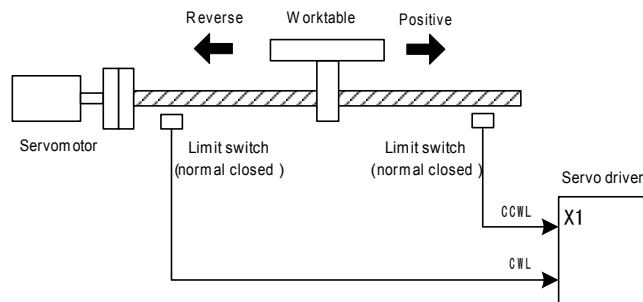 Reverse
Worktable
Positive
Servomotor
Limit switch
(normal closed )
Limit switch
(normal closed )
Servo driver
CCWL
X1
CWL